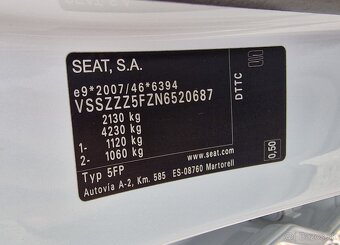 SEAT, S.A.
e9*2007/46*6394
VSSZZZ5FZN6520687
2130 kg
4230 kg
1- 1120 kg
2- 1060 kg
Typ 5FP
www.seat.com
Autovia A-2, Km. 585 ES-08760 Martorell
DTTC
0,50